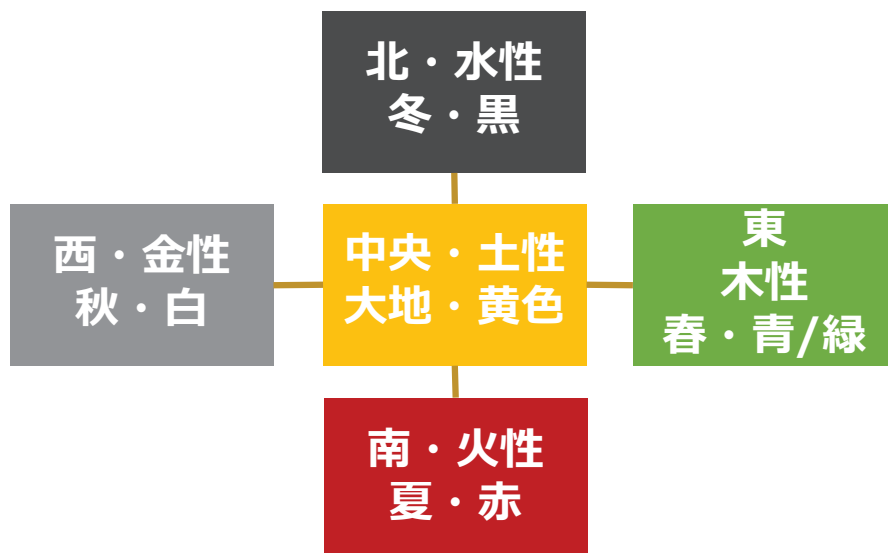 北・水性
冬・黒
西・金性
秋・白
中央・土性
大地・黄色
東
木性
春・青/緑
南・火性
夏・赤